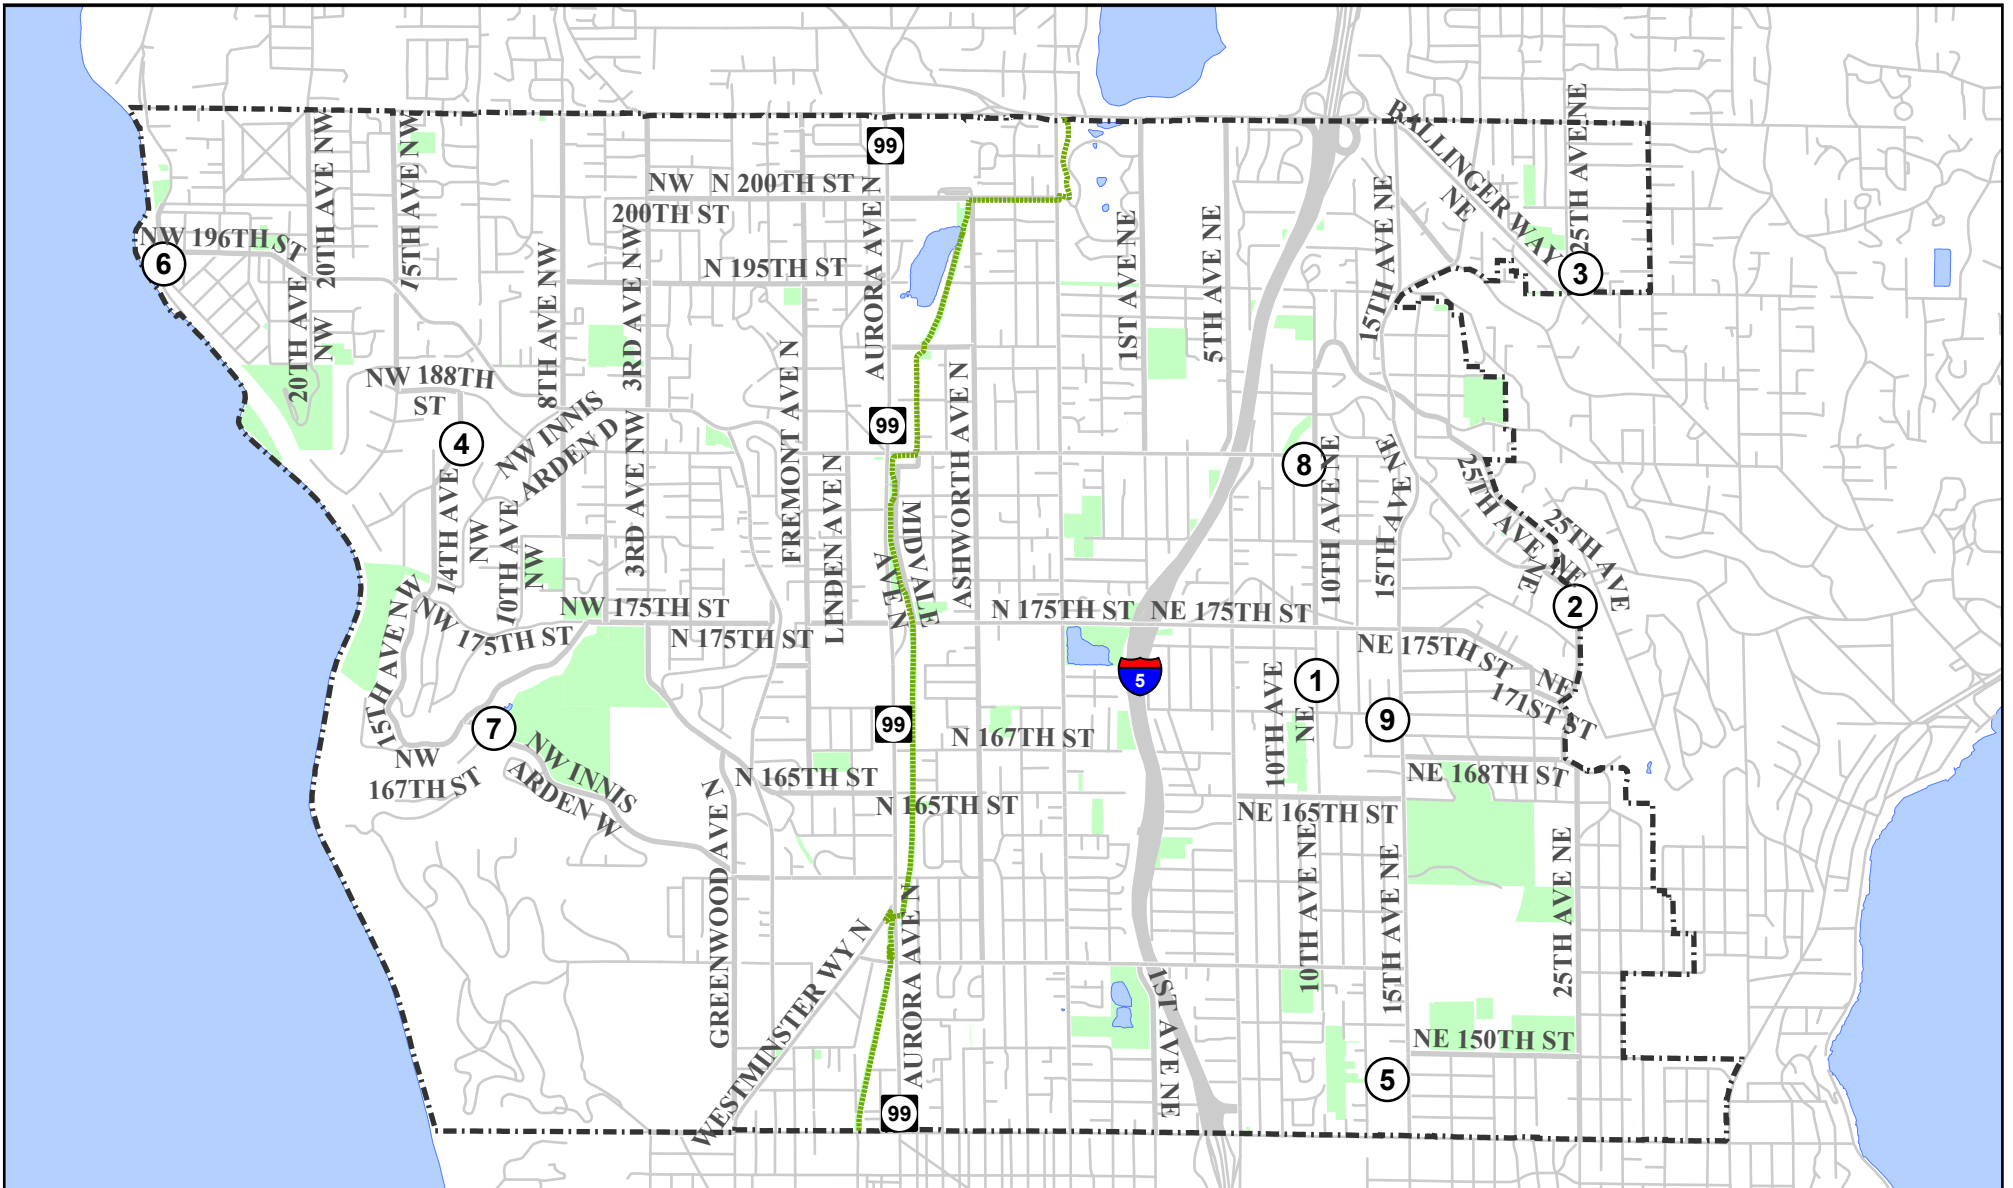 BALLINGER WAY
NE
25TH AVENE
99
20TH AVE NW
15TH AVE NW
NW N 200TH ST
200TH ST
AURORA AVE N
15TH AVE NE
1ST AVENE
5TH AVE NE
NW 196TH ST
6
3
N 195TH ST
8TH AVE NW
3RD AVE NW
20TH AVE
NW
15TH AVE NE
NW 188TH
ST
FREMONT AVE N
ASHWORTH AVE N
99
4
NW INNIS
ARDEN D
3RD AVE NW
LINDEN AVE N
8
10TH AVE NE
15TH AVE NE
25TH AVE NE
25TH AVE
NE
14TH AVE
NW
10TH AVE
NW
MIDVALE
AVE N
2
NW 175TH ST
NW 175TH ST
N 175TH ST
N 175TH ST
NE 175TH ST
NE 175TH ST
NE
171ST ST
15TH AVE NW
5
1
10TH AVE
NE
9
7
99
N 167TH ST
NW
167TH ST
NW INNIS
ARDEN W
N 165TH ST
N 165TH ST
NE 168TH ST
NE 165TH ST
GREENWOOD AVE N
10TH AVE NE
15TH AVE NE
25TH AVE NE
WESTMINSTER WY N
AURORA AVE N
1ST AVE NE
NE 150TH ST
5
99